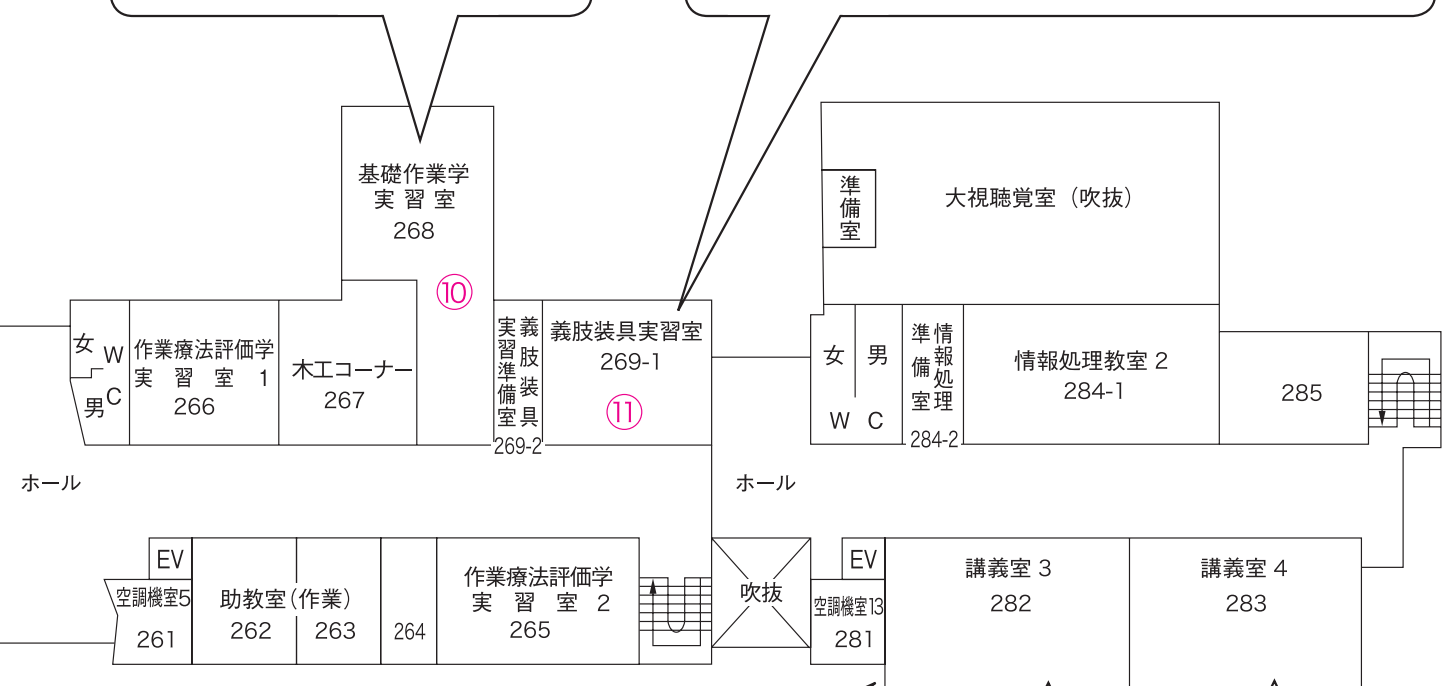 基礎作業学
実習室
268
⑩
準備室
大視聴覚室（吹抜）
女
男
WC
作業療法評価学
実習室1
266
木工コーナー
267
義肢装具
実習準備室
269-2
義肢装具実習室
269-1
⑪
女
男
WC
情報処理
準備室
284-2
情報処理教室2
284-1
285
ホール
ホール
EV
空調機室5
261
助教室(作業)
262
263
264
作業療法評価学
実習室2
265
吹抜
EV
空調機室13
281
講義室3
282
講義室4
283